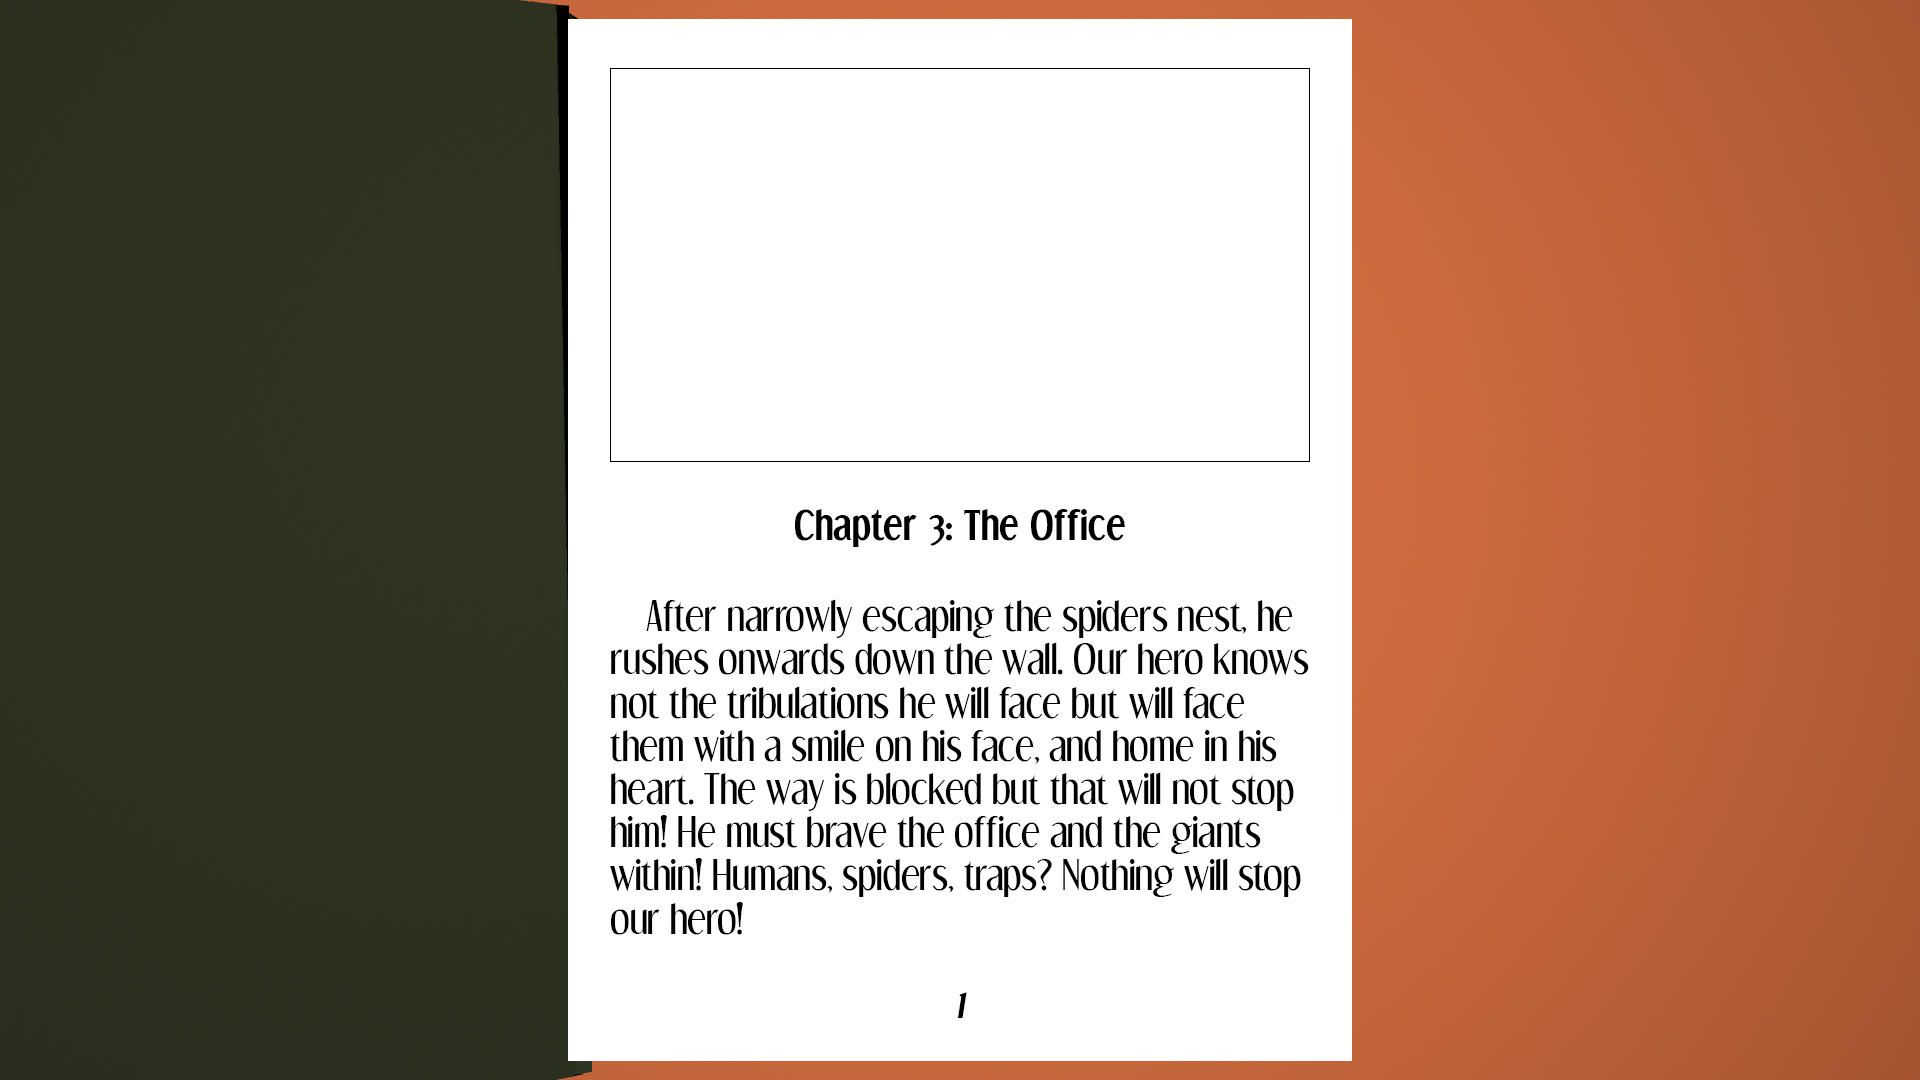 Chapter 3: The Office
After narrowly escaping the spiders nest, he
rushes onwards down the wall. Our hero knows
not the tribulations he will face but will face
them with a smile on his face, and home in his
heart. The way is blocked but that will not stop
him! He must brave the office and the giants
within! Humans, spiders, traps? Nothing will stop
our hero!
1